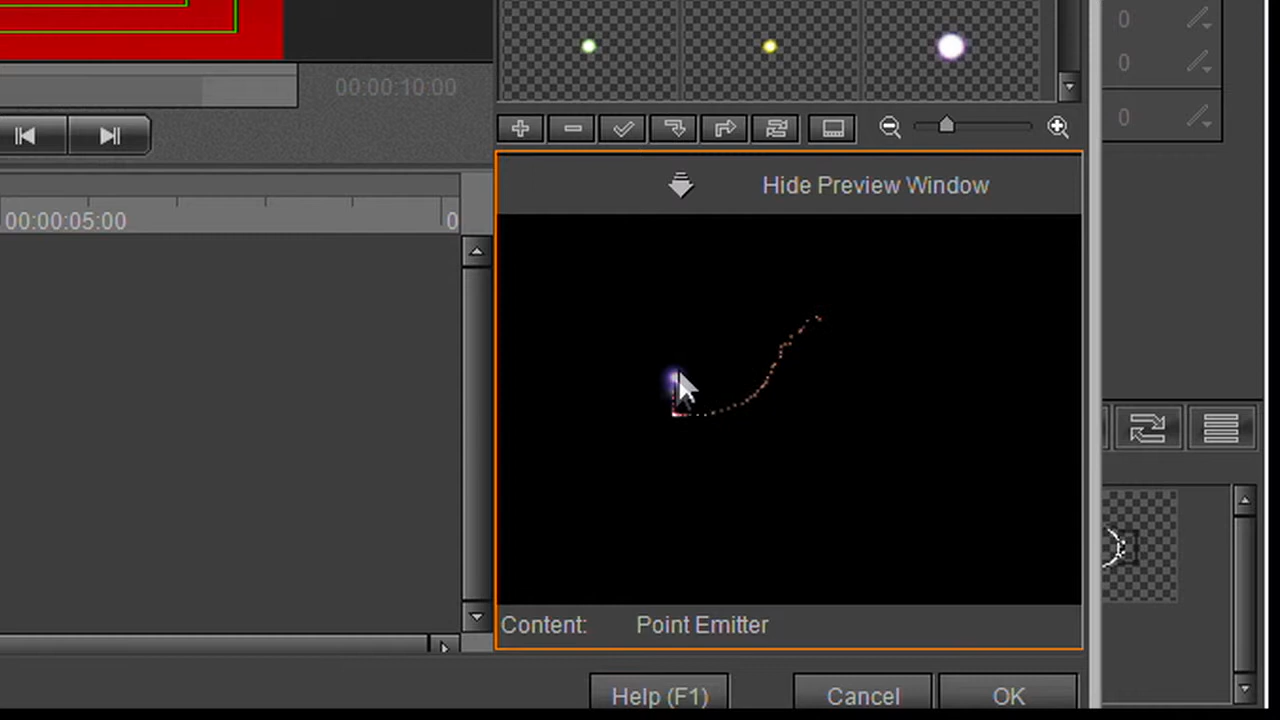 0
00:00:10:00
0
0
00:00:05:00
0
Hide Preview Window
Content: Point Emitter
Help (F1)
Cancel
OK